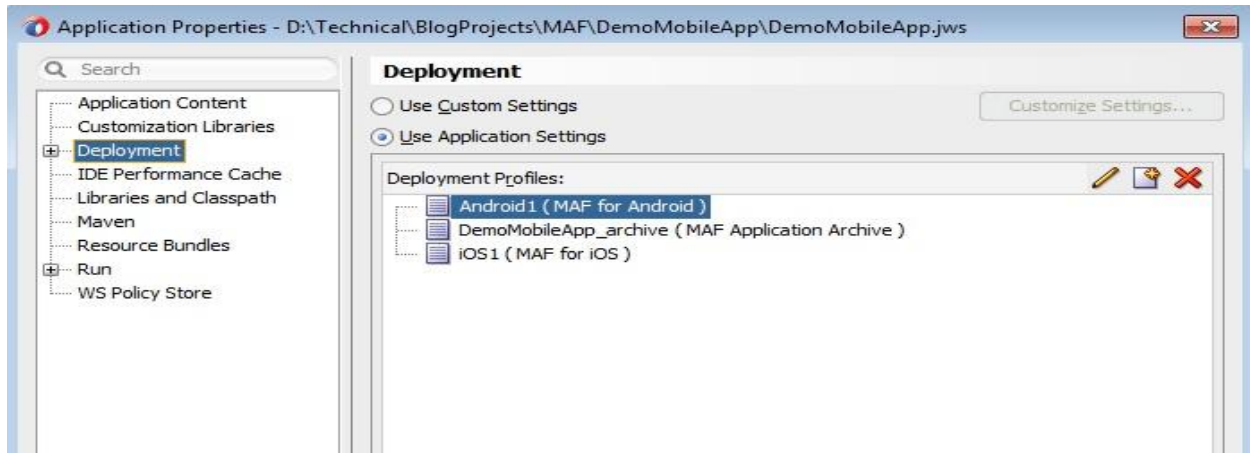 Application Properties - D:\Technical\BlogProjects\MAF\DemoMobileApp\DemoMobileApp.jws
Search
Application Content
Customization Libraries
Deployment
IDE Performance Cache
Libraries and Classpath
Maven
Resource Bundles
Run
WS Policy Store
Deployment
Use Custom Settings
Customize Settings...
Use Application Settings
Deployment Profiles:
Android1 ( MAF for Android )
DemoMobileApp_archive ( MAF Application Archive )
iOS1 ( MAF for iOS )